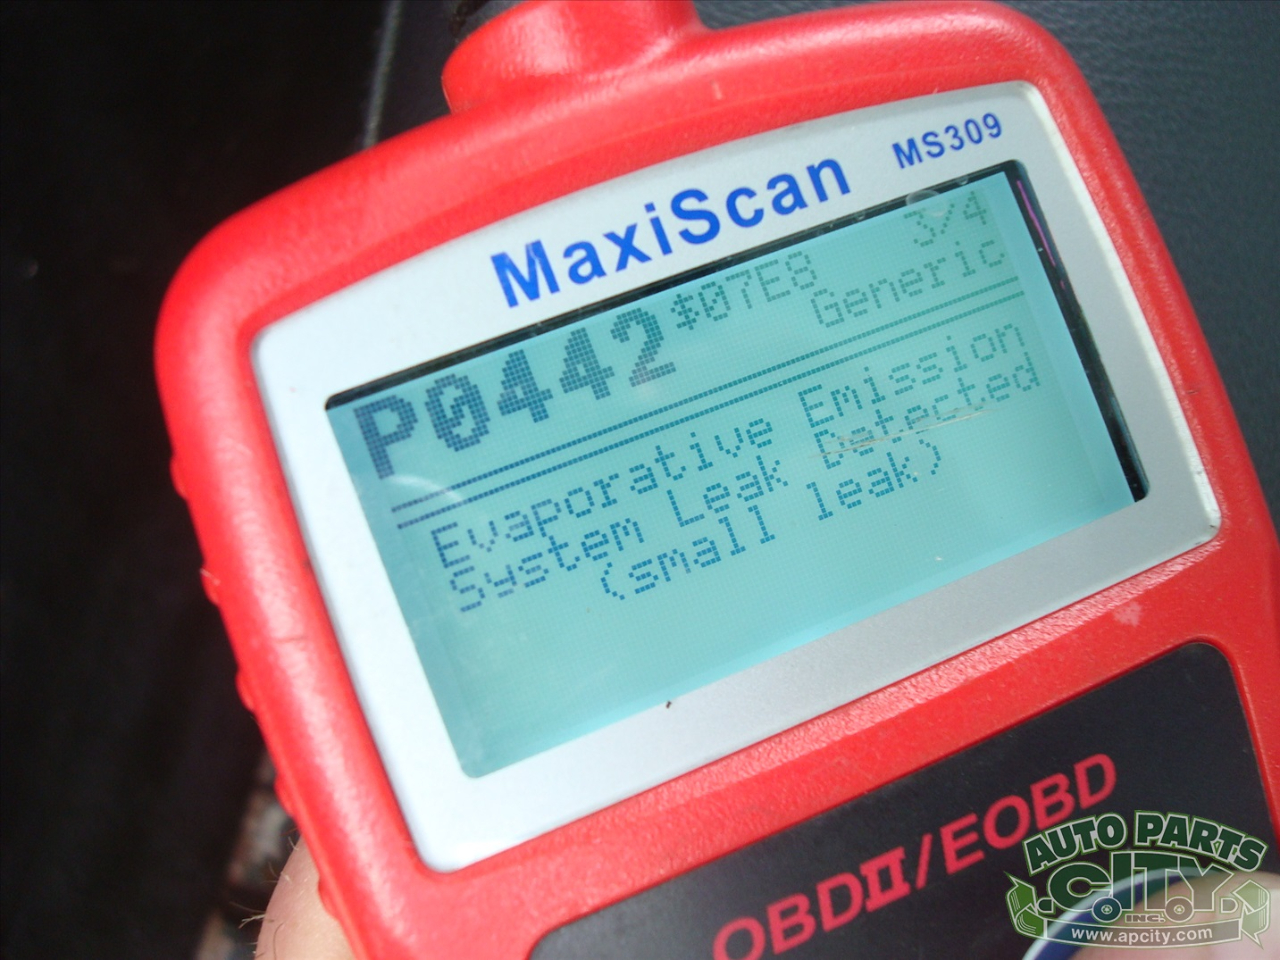 MaxiScan MS309
3/4
P0442 $07E8 Generic
Evaporative Emission
System Leak Detected
(small leak)
OBDII/EOBD
AUTO PARTS
CITY
INC.
www.apcity.com